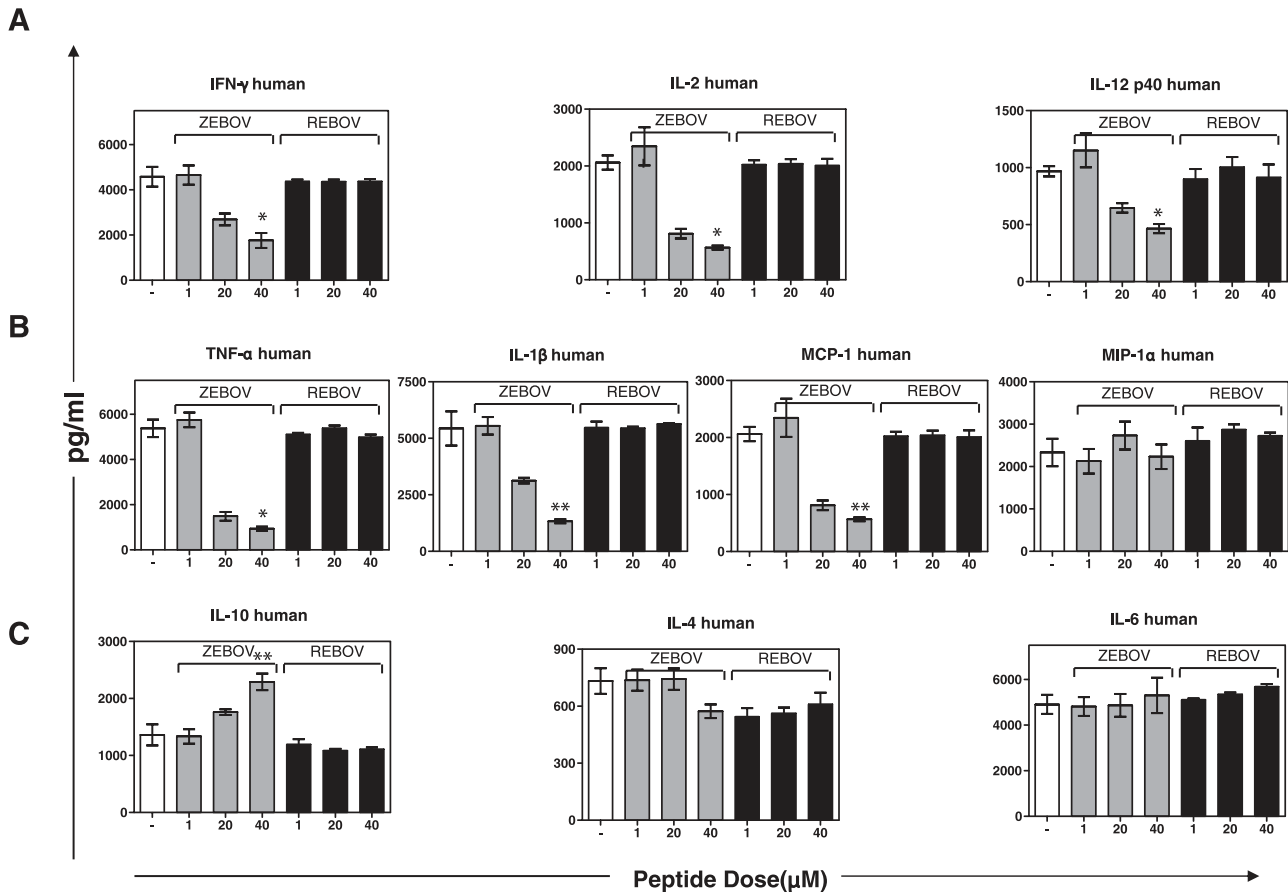 A
IFN-γ human
6000
4000
2000
0
ZEBOV REBOV
*
- 1 20 40 1 20 40
IL-2 human
3000
2000
1000
0
ZEBOV REBOV
*
- 1 20 40 1 20 40
IL-12 p40 human
1500
1000
500
0
ZEBOV REBOV
*
- 1 20 40 1 20 40
B
pg/ml
TNF-α human
6000
4000
2000
0
ZEBOV REBOV
*
- 1 20 40 1 20 40
IL-1β human
7500
5000
2500
0
ZEBOV REBOV
**
- 1 20 40 1 20 40
MCP-1 human
3000
2000
1000
0
ZEBOV REBOV
**
- 1 20 40 1 20 40
MIP-1α human
4000
3000
2000
1000
0
ZEBOV REBOV
- 1 20 40 1 20 40
C
IL-10 human
3000
2000
1000
0
ZEBOV REBOV
**
- 1 20 40 1 20 40
IL-4 human
900
600
300
0
ZEBOV REBOV
- 1 20 40 1 20 40
IL-6 human
6000
4000
2000
0
ZEBOV REBOV
- 1 20 40 1 20 40
Peptide Dose(μM)